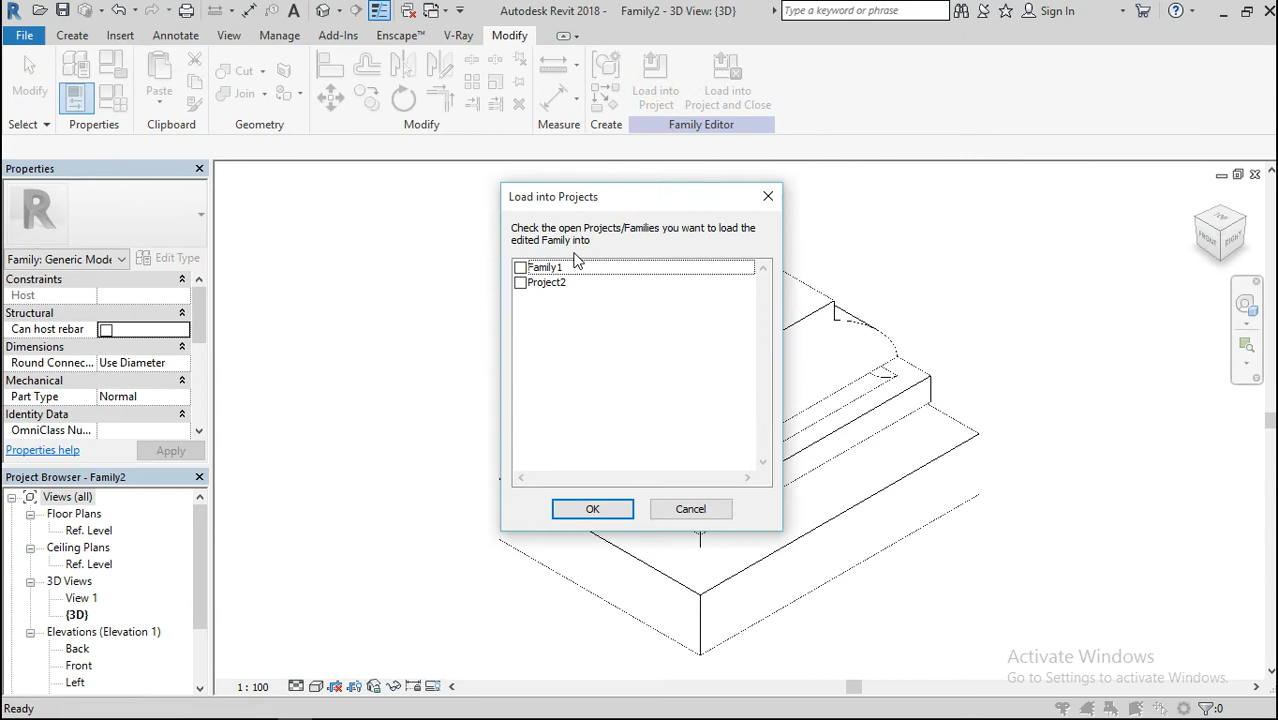 Autodesk Revit 2018 - Family2 - 3D View: {3D}
Type a keyword or phrase
Sign In
File Create Insert Annotate View Manage Add-Ins Enscape™ V-Ray Modify
Modify
Paste
Cut
Join
Load into Project
Load into Project and Close
Select Properties Clipboard Geometry Modify Measure Create Family Editor
Properties
R
Family: Generic Mode
Edit Type
Constraints
Host
Structural
Can host rebar
Dimensions
Round Connec... Use Diameter
Mechanical
Part Type Normal
Identity Data
OmniClass Nu...
Properties help Apply
Project Browser - Family2
Views (all)
Floor Plans
Ref. Level
Ceiling Plans
Ref. Level
3D Views
View 1
{3D}
Elevations (Elevation 1)
Back
Front
Left
Load into Projects
Check the open Projects/Families you want to load the
edited Family into
Family1
Project2
OK Cancel
FRONT RIGHT
Activate Windows
Go to Settings to activate Windows.
1 : 100
Ready
:0